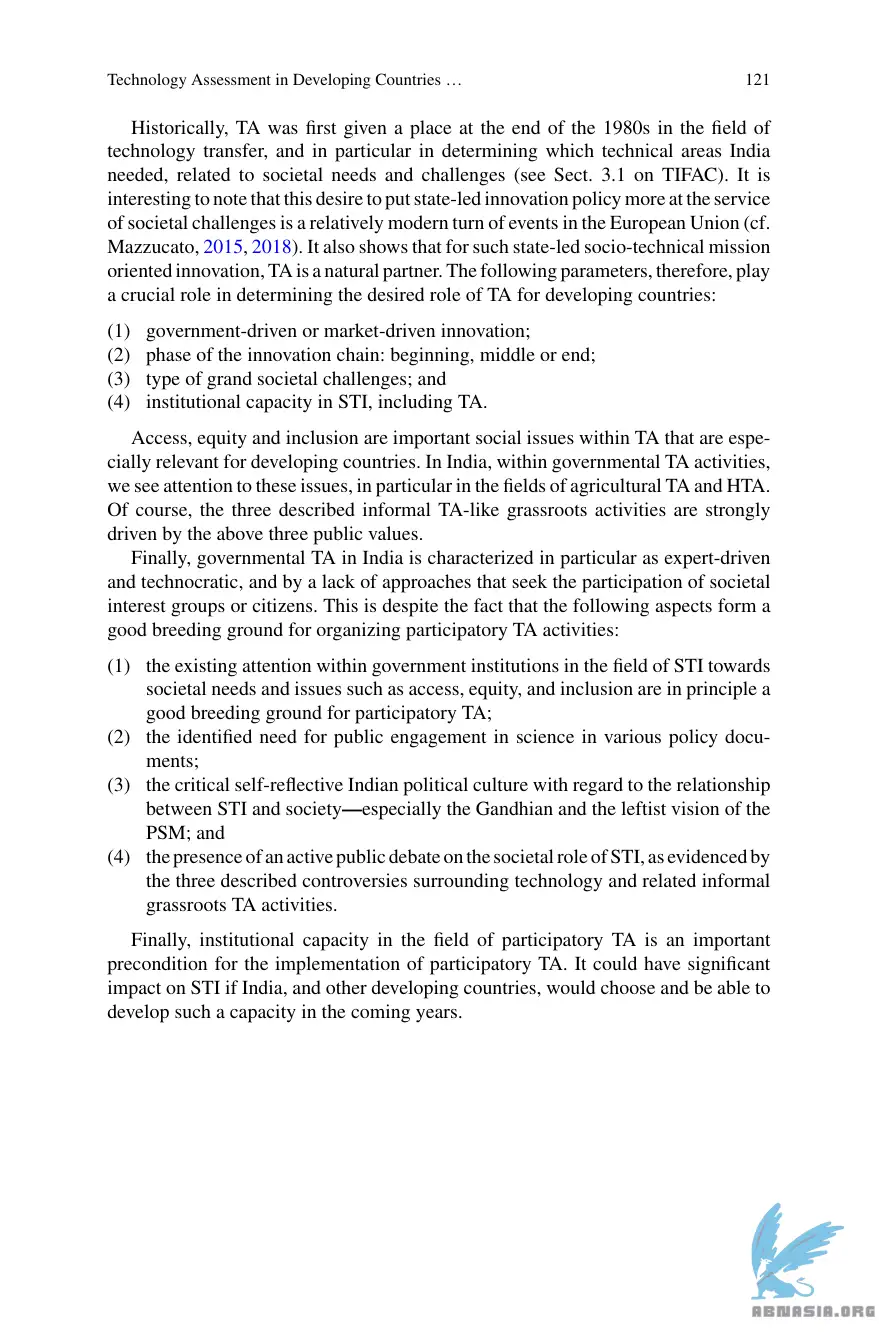 Technology Assessment in Developing Countries … 121
Historically, TA was first given a place at the end of the 1980s in the field of
technology transfer, and in particular in determining which technical areas India
needed, related to societal needs and challenges (see Sect. 3.1 on TIFAC). It is
interesting to note that this desire to put state-led innovation policy more at the service
of societal challenges is a relatively modern turn of events in the European Union (cf.
Mazzucato, 2015, 2018). It also shows that for such state-led socio-technical mission
oriented innovation, TA is a natural partner. The following parameters, therefore, play
a crucial role in determining the desired role of TA for developing countries:
(1) government-driven or market-driven innovation;
(2) phase of the innovation chain: beginning, middle or end;
(3) type of grand societal challenges; and
(4) institutional capacity in STI, including TA.
Access, equity and inclusion are important social issues within TA that are espe-
cially relevant for developing countries. In India, within governmental TA activities,
we see attention to these issues, in particular in the fields of agricultural TA and HTA.
Of course, the three described informal TA-like grassroots activities are strongly
driven by the above three public values.
Finally, governmental TA in India is characterized in particular as expert-driven
and technocratic, and by a lack of approaches that seek the participation of societal
interest groups or citizens. This is despite the fact that the following aspects form a
good breeding ground for organizing participatory TA activities:
(1) the existing attention within government institutions in the field of STI towards
societal needs and issues such as access, equity, and inclusion are in principle a
good breeding ground for participatory TA;
(2) the identified need for public engagement in science in various policy docu-
ments;
(3) the critical self-reflective Indian political culture with regard to the relationship
between STI and society—especially the Gandhian and the leftist vision of the
PSM; and
(4) the presence of an active public debate on the societal role of STI, as evidenced by
the three described controversies surrounding technology and related informal
grassroots TA activities.
Finally, institutional capacity in the field of participatory TA is an important
precondition for the implementation of participatory TA. It could have significant
impact on STI if India, and other developing countries, would choose and be able to
develop such a capacity in the coming years.
ABNASIA.ORG